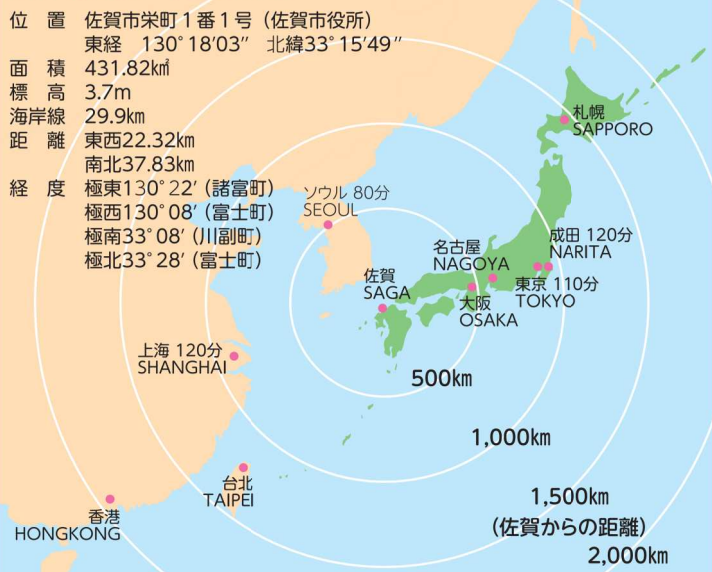 位　置　佐賀市栄町1番1号（佐賀市役所）
東経　130°18′03″　北緯33°15′49″
面　積　431.82㎢
標　高　3.7m
海岸線　29.9km
距　離　東西22.32km
南北37.83km
経　度　極東130°22′（諸富町）
極西130°08′（富士町）
極南33°08′（川副町）
極北33°28′（富士町）
札幌
SAPPORO
ソウル 80分
SEOUL
成田 120分
NARITA
名古屋
NAGOYA
佐賀
SAGA
東京 110分
TOKYO
大阪
OSAKA
上海 120分
SHANGHAI
500km
1,000km
台北
TAIPEI
1,500km
香港
HONGKONG
（佐賀からの距離）
2,000km